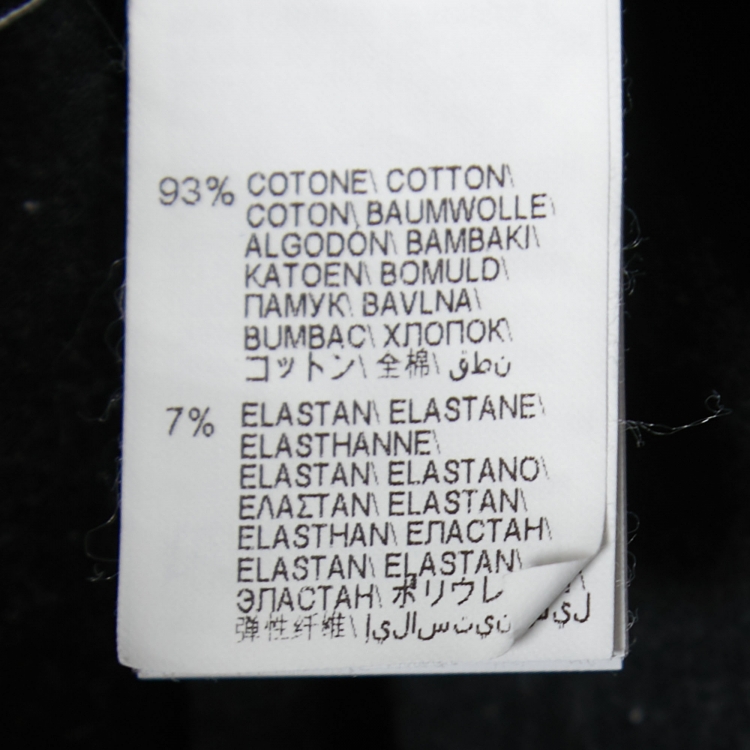 93% COTONE\ COTTON\
COTON\ BAUMWOLLE\
ALGODÓN\ BAMBAKI\
KATOEN\ BOMULD\
ПАМУК\ BAVLNA\
BUMBAC\ ХЛОПОК\
コットン\ 全棉\ نطق
7% ELASTAN\ ELASTANE\
ELASTHANNE\
ELASTAN\ ELASTANO\
ΕΛΑΣΤΑΝ\ ELASTAN\
ELASTHAN\ ЕЛАСТАН\
ELASTAN\ ELASTAN\
ЭЛАСТАН\ ポリウレ
弹性纤维\